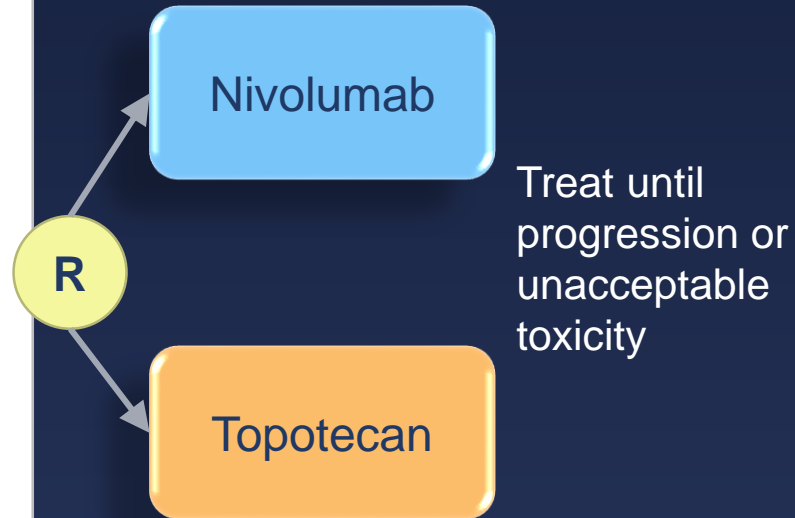 Nivolumab
R
Treat until
progression or
unacceptable
toxicity
Topotecan